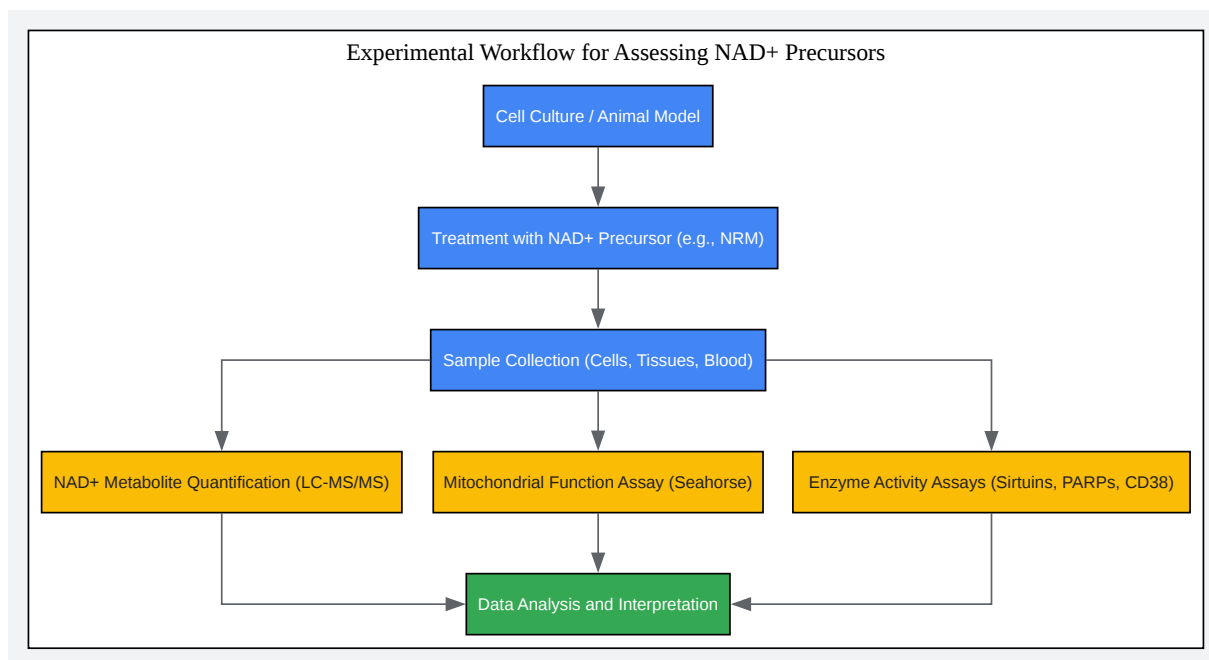 Experimental Workflow for Assessing NAD+ Precursors
Cell Culture / Animal Model
Treatment with NAD+ Precursor (e.g., NRM)
Sample Collection (Cells, Tissues, Blood)
NAD+ Metabolite Quantification (LC-MS/MS)
Mitochondrial Function Assay (Seahorse)
Enzyme Activity Assays (Sirtuins, PARPs, CD38)
Data Analysis and Interpretation